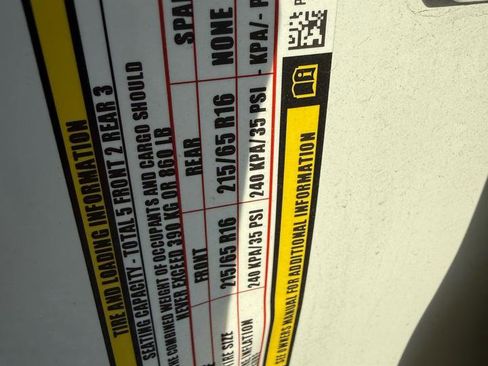 TIRE AND LOADING INFORMATION
SEATING CAPACITY - TOTAL 5 FRONT 2 REAR 3
THE COMBINED WEIGHT OF OCCUPANTS AND CARGO SHOULD
NEVER EXCEED 390 KG OR 860 LB
FRONT REAR
TIRE SIZE 215/65 R16 215/65 R16 NONE
240 KPA/35 PSI 240 KPA/35 PSI - KPA/-
SEE OWNERS MANUAL FOR ADDITIONAL INFORMATION